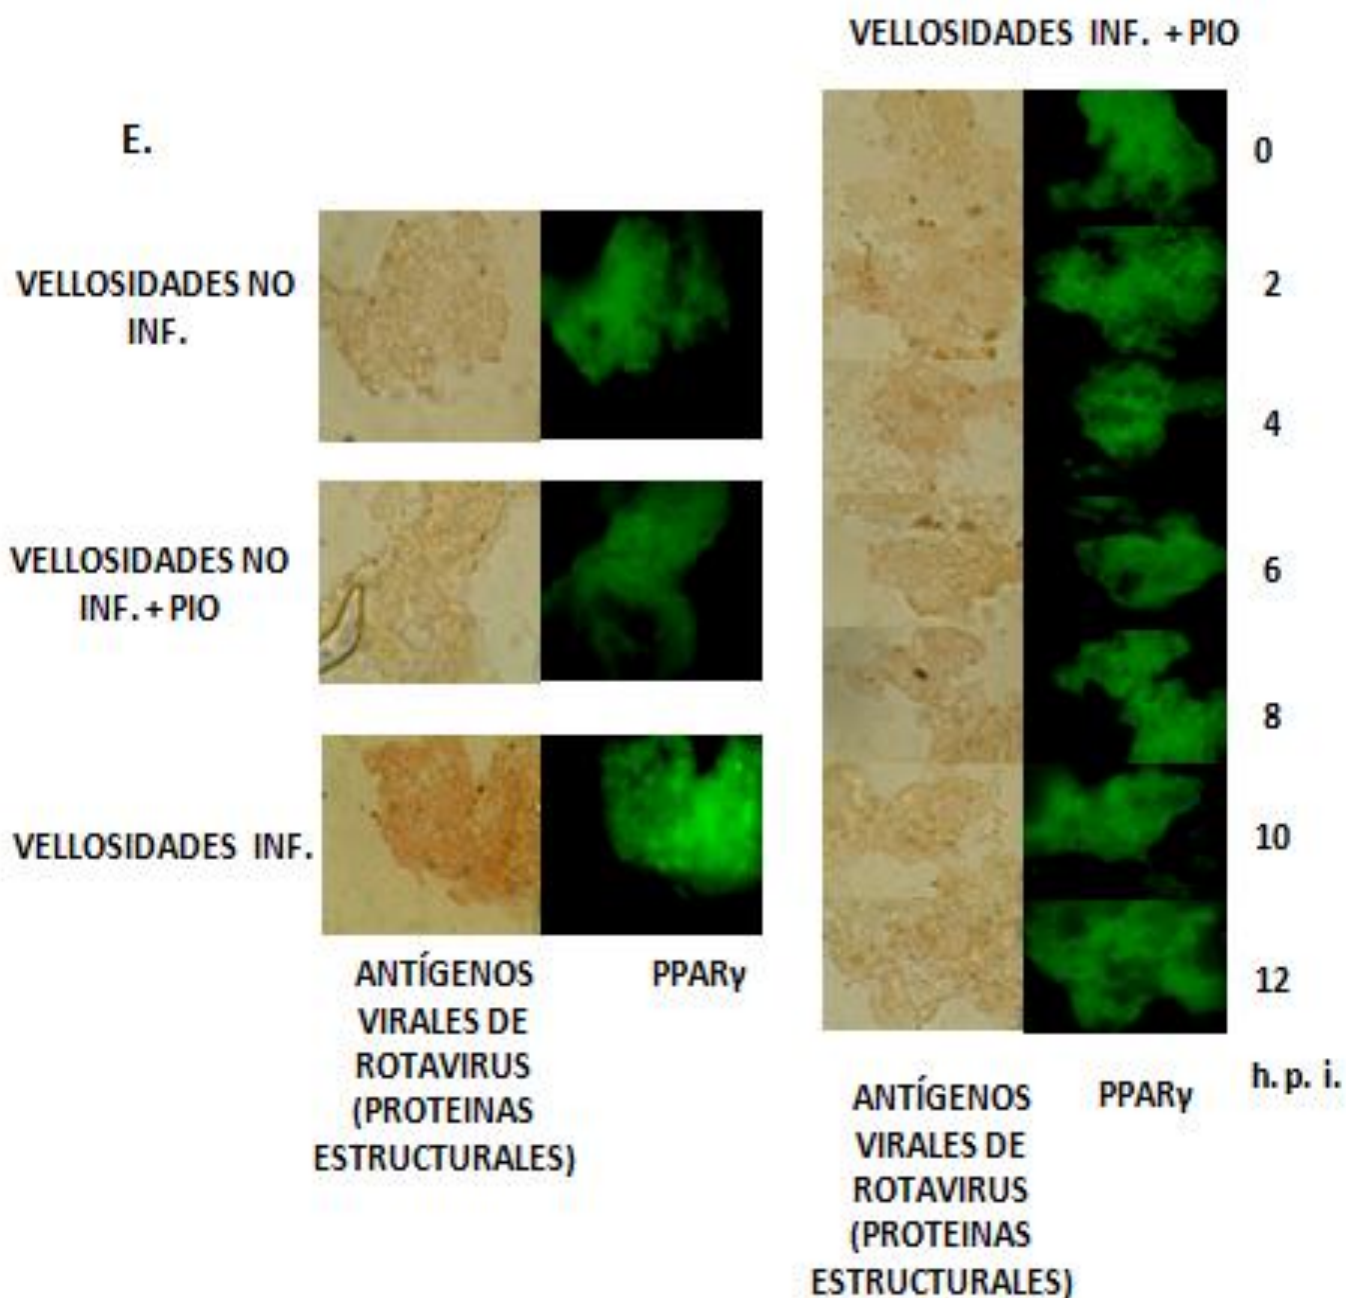 E.
VELLOSIDADES NO
INF.
VELLOSIDADES NO
INF. + PIO
VELLOSIDADES INF.
ANTÍGENOS
VIRALES DE
ROTAVIRUS
(PROTEINAS
ESTRUCTURALES)
PPARγ
VELLOSIDADES INF. + PIO
0
2
4
6
8
10
12
h. p. i.
ANTÍGENOS
VIRALES DE
ROTAVIRUS
(PROTEINAS
ESTRUCTURALES)
PPARγ